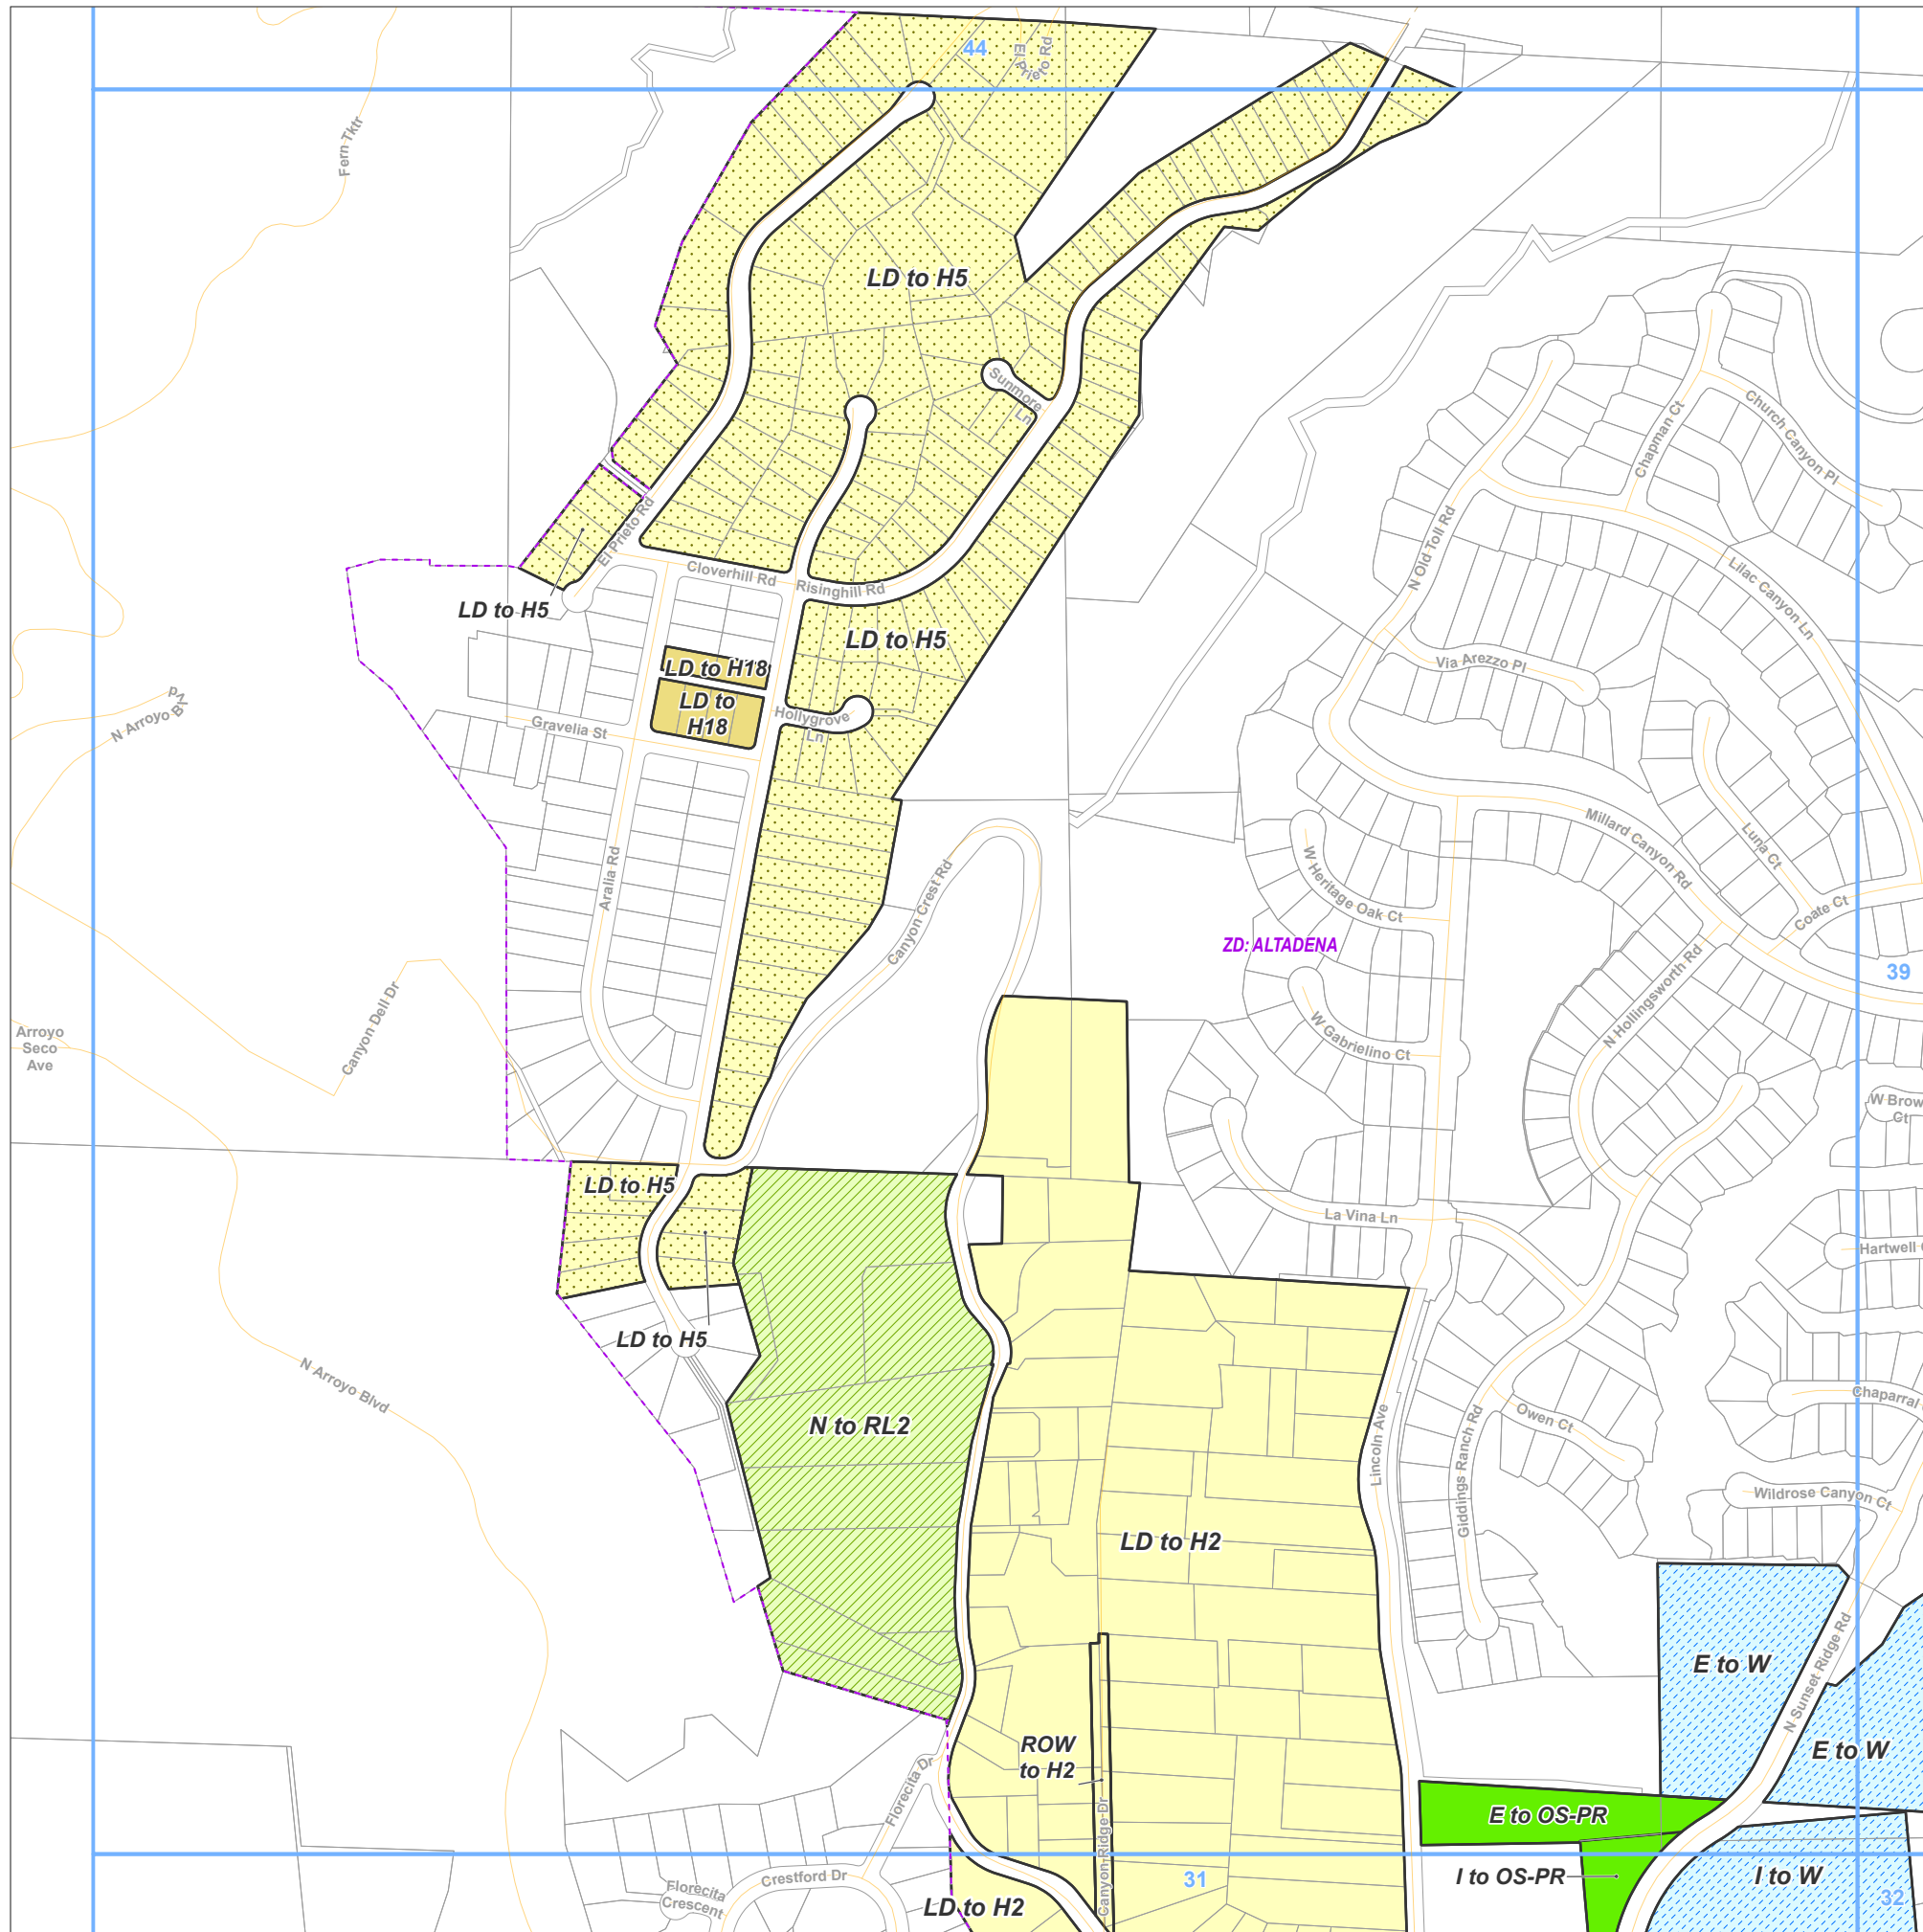 44
El
Prieto Rd
Fern Tktr
LD to H5
Sunmore
Ln
Church Canyon Pl
Chapman Ct
N Old Toll Rd
El Prieto Rd
Cloverhill Rd
Risinghill Rd
Lilac Canyon Ln
LD to H5
LD to H5
Via Arezzo Pl
LD to H18
LD to
H18
N Arroyo Bv
Gravelia St
Hollygrove
Ln
Millard Canyon Rd
Luna Ct
Aralia Rd
Canyon Crest Rd
W Heritage Oak Ct
Coate Ct
ZD: ALTADENA
N Hollingsworth Rd
39
Arroyo
Seco
Ave
Canyon Dell Dr
W Gabrielino Ct
W Brow
Ct
LD to H5
La Vina Ln
Hartwell
LD to H5
N Arroyo Blvd
Chaparral
N to RL2
Lincoln Ave
Giddings Ranch Rd
Owen Ct
Wildrose Canyon Ct
LD to H2
E to W
N Sunset Ridge Rd
ROW
to H2
E to W
Florecita Dr
E to OS-PR
Canyon Ridge Dr
Crestford Dr
31
I to OS-PR
I to W
Florecita
Crescent
LD to H2
32